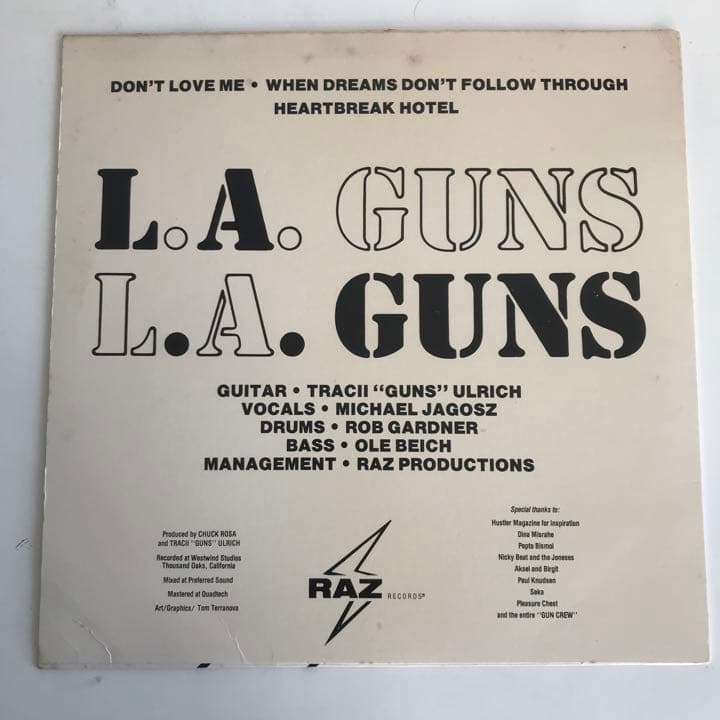 DON'T LOVE ME • WHEN DREAMS DON'T FOLLOW THROUGH
HEARTBREAK HOTEL
L.A. GUNS
L.A. GUNS
GUITAR • TRACII "GUNS" ULRICH
VOCALS • MICHAEL JAGOSZ
DRUMS • ROB GARDNER
BASS • OLE BEICH
MANAGEMENT • RAZ PRODUCTIONS
Produced by CHUCK ROSA
and TRACII "GUNS" ULRICH
Recorded at Westwind Studios
Thousand Oaks, California
Mixed at Preferred Sound
Mastered at Quadtech
Art/Graphics/ Tom Terranova
RAZ RECORDS®
Special thanks to:
Hustler Magazine for inspiration
Dina Misrahe
Pepto Bismol
Nicky Beat and the Joneses
Aksel and Birgit
Paul Knudsen
Seka
Pleasure Chest
and the entire "GUN CREW"